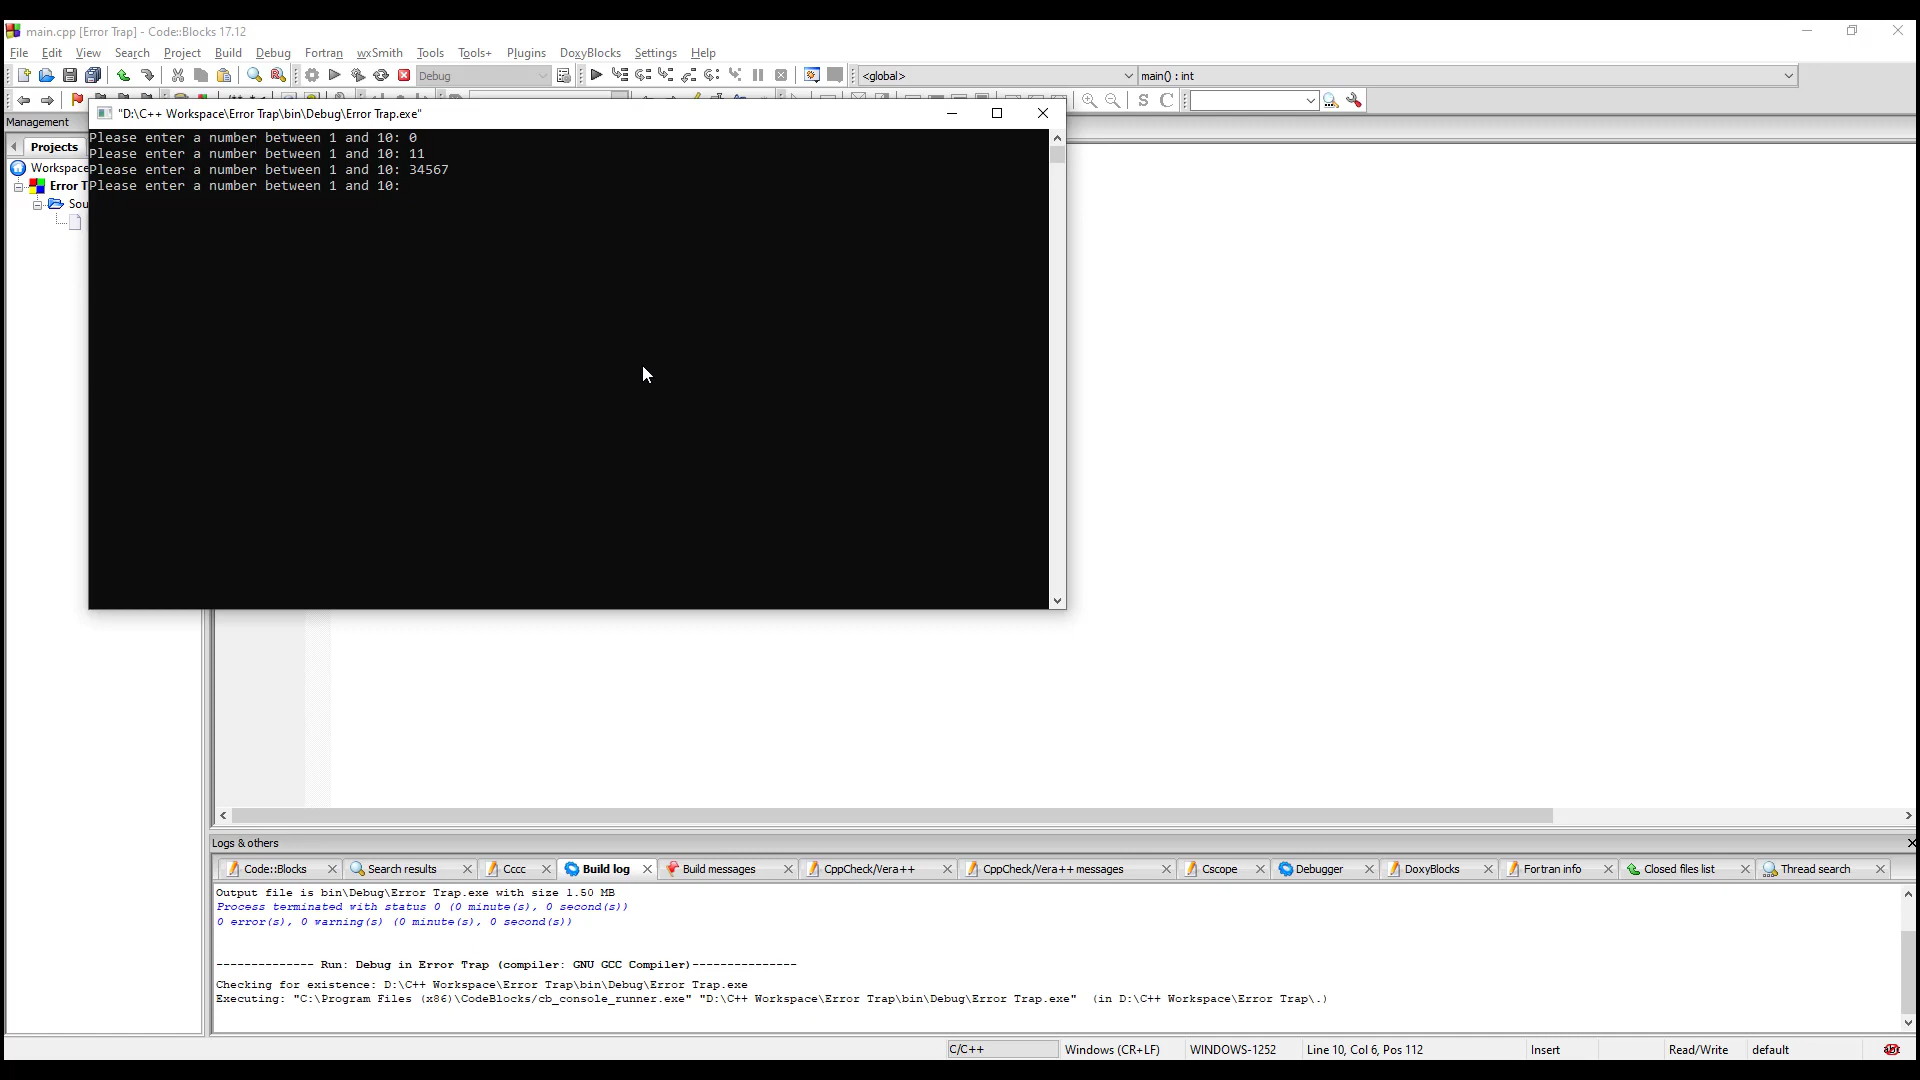 main.cpp [Error Trap] - Code::Blocks 17.12
File Edit View Search Project Build Debug Fortran wxSmith Tools Tools+ Plugins DoxyBlocks Settings Help
Debug
<global>
main() : int
S C
Management
"D:\C++ Workspace\Error Trap\bin\Debug\Error Trap.exe"
Projects
Workspace
Error T
Sou
Please enter a number between 1 and 10: 0
Please enter a number between 1 and 10: 11
Please enter a number between 1 and 10: 34567
Please enter a number between 1 and 10:
Logs & others
Code::Blocks Search results Cccc Build log Build messages CppCheck/Vera++ CppCheck/Vera++ messages Cscope Debugger DoxyBlocks Fortran info Closed files list Thread search
Output file is bin\Debug\Error Trap.exe with size 1.50 MB
Process terminated with status 0 (0 minute(s), 0 second(s))
0 error(s), 0 warning(s) (0 minute(s), 0 second(s))
-------------- Run: Debug in Error Trap (compiler: GNU GCC Compiler)---------------
Checking for existence: D:\C++ Workspace\Error Trap\bin\Debug\Error Trap.exe
Executing: "C:\Program Files (x86)\CodeBlocks/cb_console_runner.exe" "D:\C++ Workspace\Error Trap\bin\Debug\Error Trap.exe"  (in D:\C++ Workspace\Error Trap\.)
C/C++ Windows (CR+LF) WINDOWS-1252 Line 10, Col 6, Pos 112 Insert Read/Write default